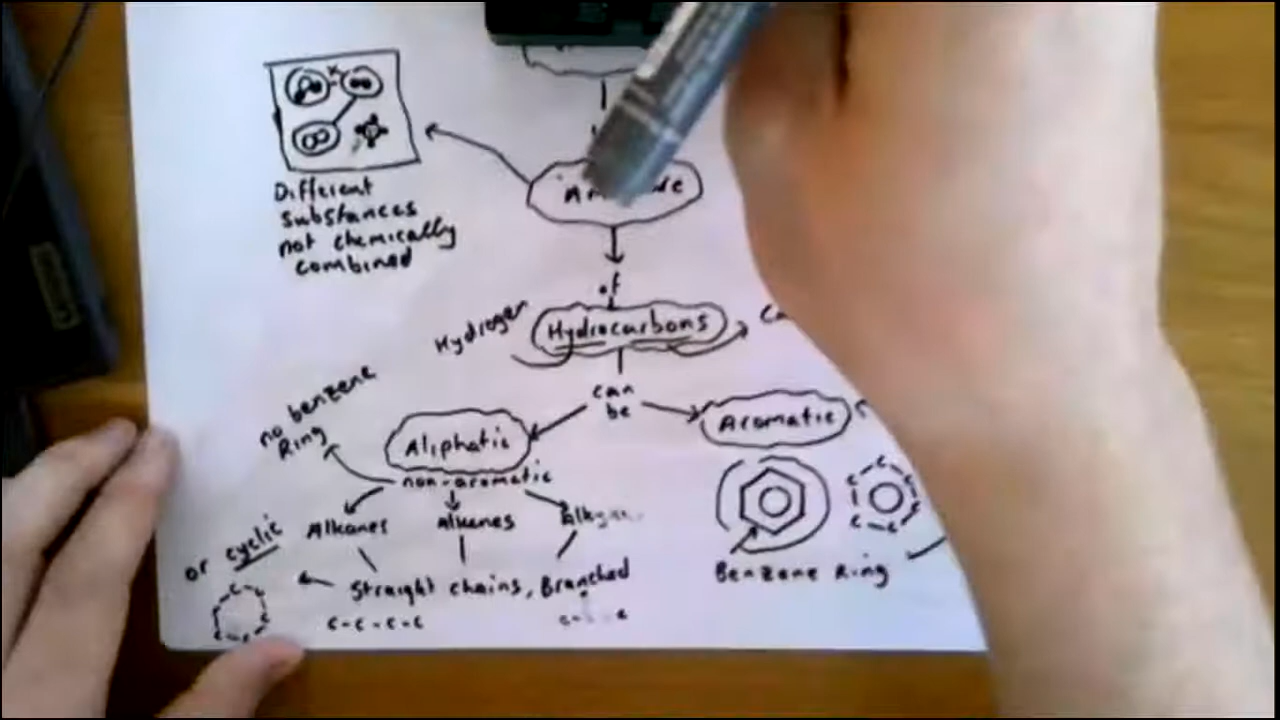 Different
substances
not chemically
combined
of
Hydrogen
Hydrocarbons
can
be
no benzene
Ring
Aliphatic
Aromatic
non-aromatic
Alkanes
Alkenes
or cyclic
Straight chains, Branched
Benzene Ring
C-C-C-C